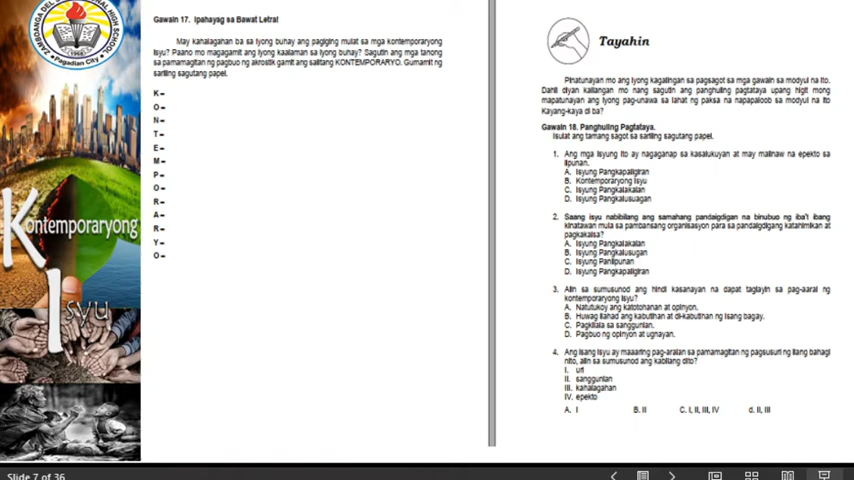 ZAMBOANGA DEL
NATIONAL HIGH SCHOOL
1968
Pagadian City
Kontemporaryong
Isyu
Gawain 17. Ipahayag sa Bawat Letra!
May kahalagahan ba sa iyong buhay ang pagiging mulat sa mga kontemporaryong
isyu? Paano mo magagamit ang iyong kaalaman sa iyong buhay? Sagutin ang mga tanong
sa pamamagitan ng pagbuo ng akrostik gamit ang salitang KONTEMPORARYO. Gumamit ng
sariling sagutang papel.
K-
O-
N-
T-
E-
M-
P-
O-
R-
A-
R-
Y-
O-
Tayahin
Pinatunayan mo ang iyong kagalingan sa pagsagot sa mga gawain sa modyul na ito.
Dahil diyan kailangan mo nang sagutin ang panghuling pagtataya upang higit mong
mapatunayan ang iyong pag-unawa sa lahat ng paksa na napapaloob sa modyul na ito
Kayang-kaya di ba?
Gawain 18. Panghuling Pagtataya.
Isulat ang tamang sagot sa sariling sagutang papel.
1. Ang mga isyung ito ay nagaganap sa kasalukuyan at may malinaw na epekto sa
lipunan.
A. Isyung Pangkapaligiran
B. Kontemporaryong Isyu
C. Isyung Pangkalakalan
D. Isyung Pangkalusuagan
2. Saang isyu nabibilang ang samahang pandaigdigan na binubuo ng iba't ibang
kinatawan mula sa pambansang organisasyon para sa pandaigdigang katahimikan at
pagkakaisa?
A. Isyung Pangkalakalan
B. Isyung Pangkalusugan
C. Isyung Panlipunan
D. Isyung Pangkapaligiran
3. Alin sa sumusunod ang hindi kasanayan na dapat taglayin sa pag-aaral ng
kontemporaryong isyu?
A. Natutukoy ang katotohanan at opinyon.
B. Huwag ilahad ang kabutihan at di-kabutihan ng isang bagay.
C. Pagkilala sa sanggunian.
D. Pagbuo ng opinyon at ugnayan.
4. Ang isang isyu ay maaaring pag-aralan sa pamamagitan ng pagsusuri ng ilang bahagi
nito, alin sa sumusunod ang kabilang dito?
I. uri
II. sanggunian
III. kahalagahan
IV. epekto
A. I B. II C. I, II, III, IV d. II, III
Slide 7 of 36